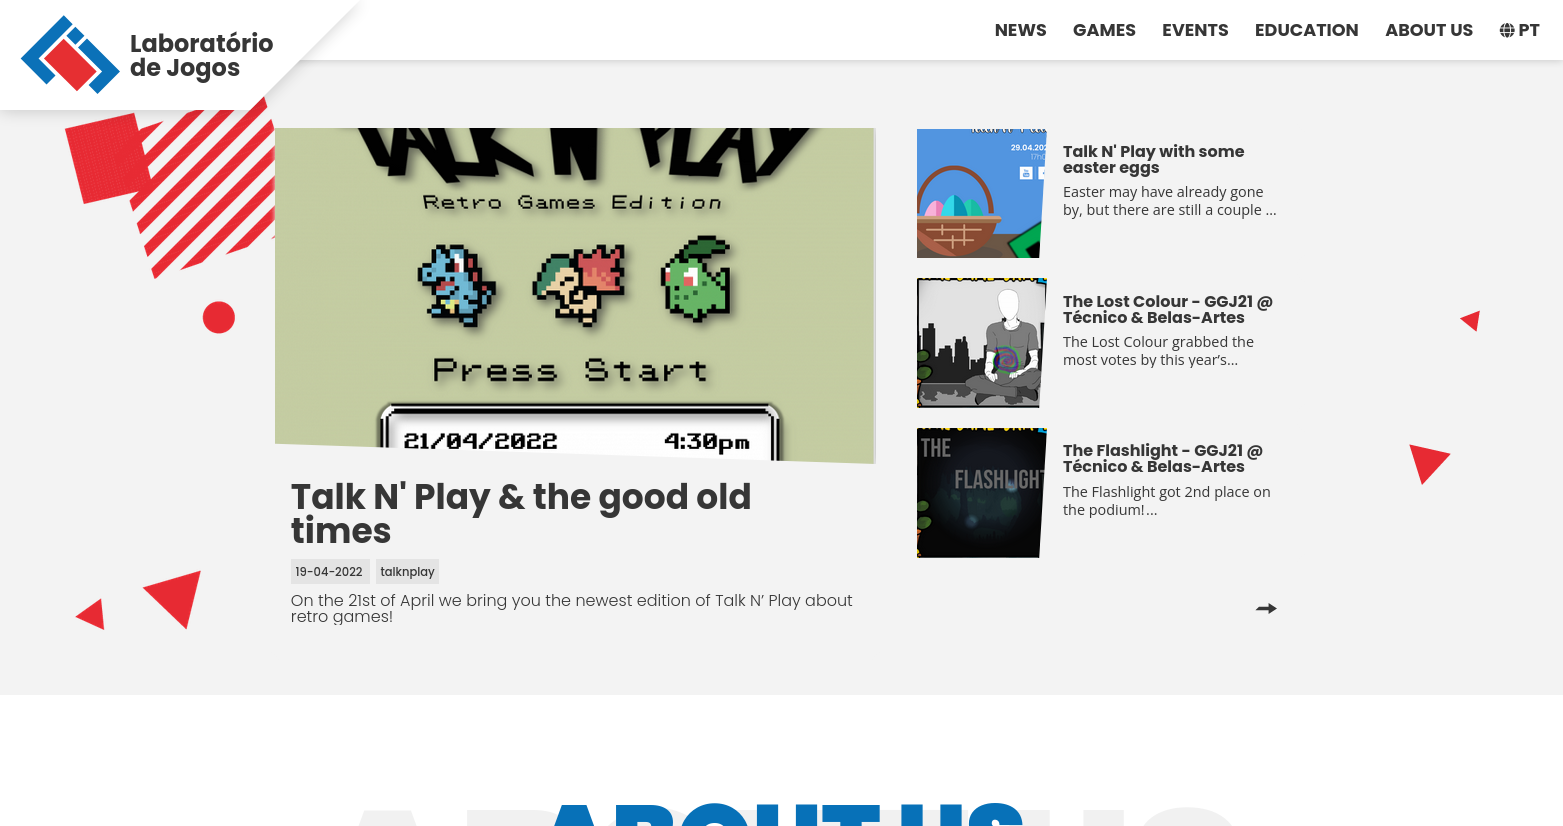 Laboratório
de Jogos
NEWS GAMES EVENTS EDUCATION ABOUT US PT
TALK N' PLAY
Retro Games Edition
Press Start
21/04/2022 4:30pm
Talk N' Play & the good old
times
19-04-2022 talknplay
On the 21st of April we bring you the newest edition of Talk N’ Play about
retro games!
29.04.202
17h0
Talk N' Play with some
easter eggs
Easter may have already gone
by, but there are still a couple ...
The Lost Colour - GGJ21 @
Técnico & Belas-Artes
The Lost Colour grabbed the
most votes by this year's...
THE
FLASHLIGHT
The Flashlight - GGJ21 @
Técnico & Belas-Artes
The Flashlight got 2nd place on
the podium!...
ABOUT US
ABOUT US